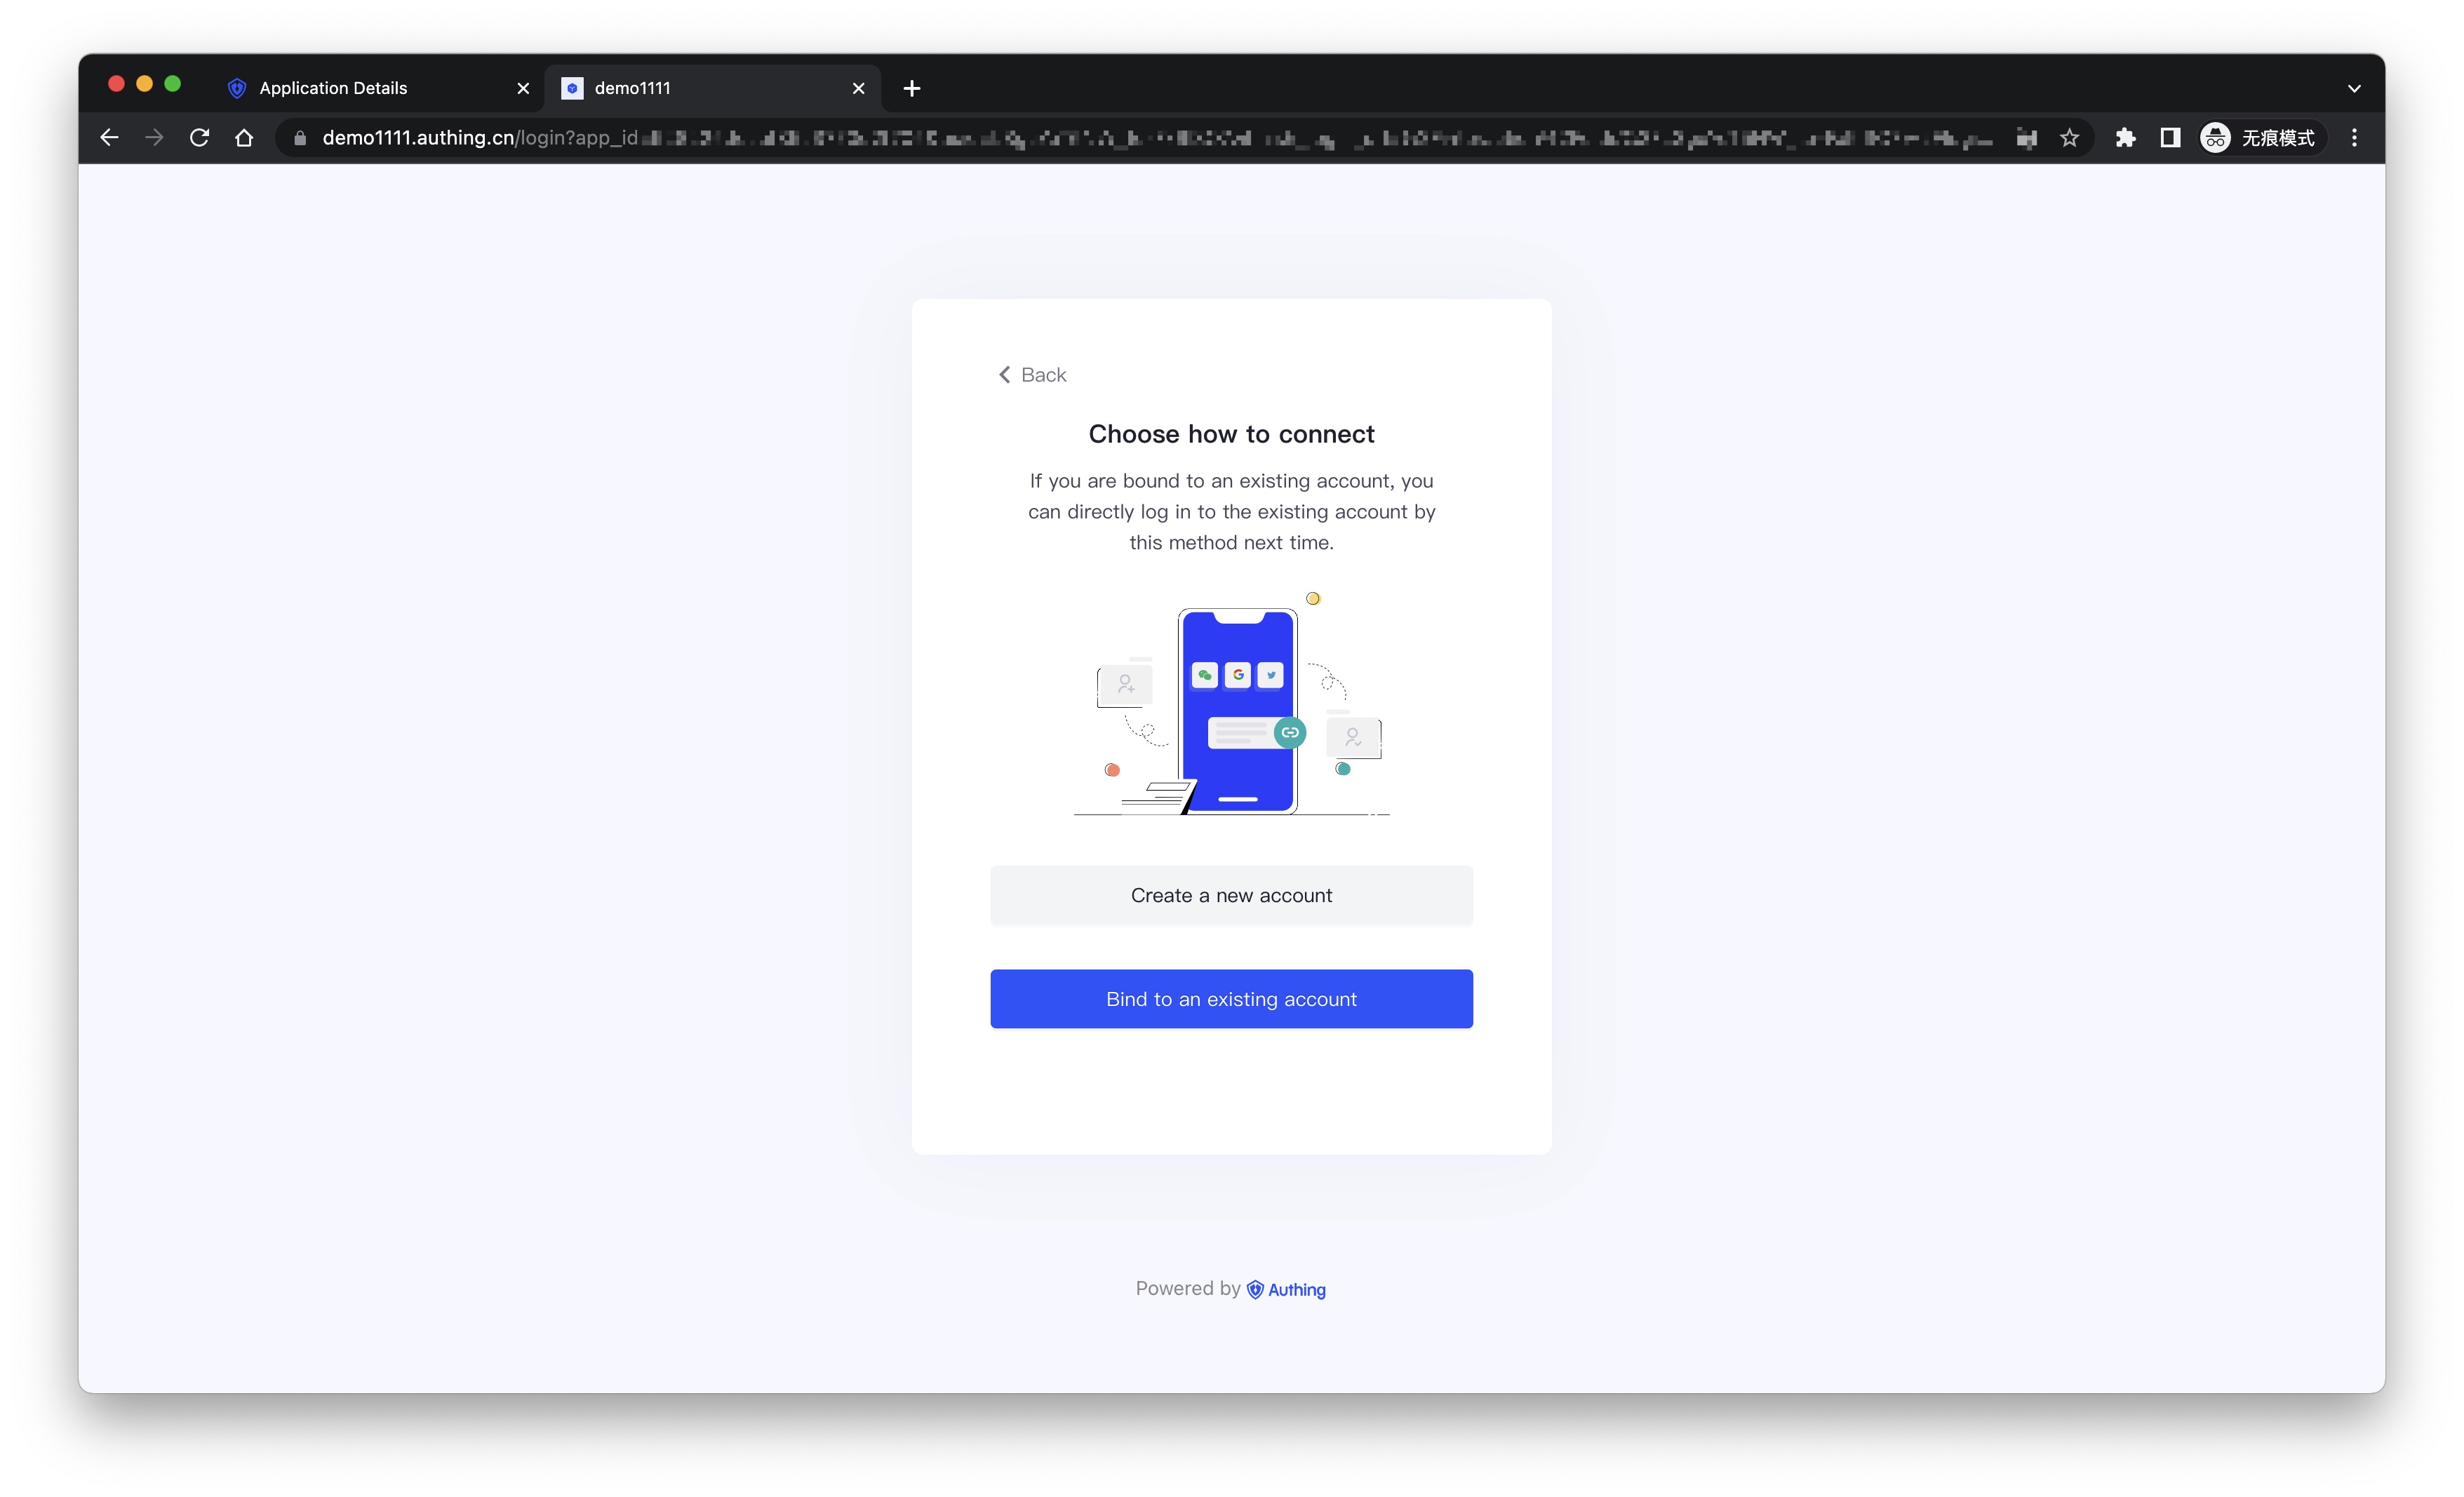 Application Details
demo1111
demo1111.authing.cn/login?app_id
无痕模式
Back
Choose how to connect
If you are bound to an existing account, you
can directly log in to the existing account by
this method next time.
Create a new account
Bind to an existing account
Powered by Authing